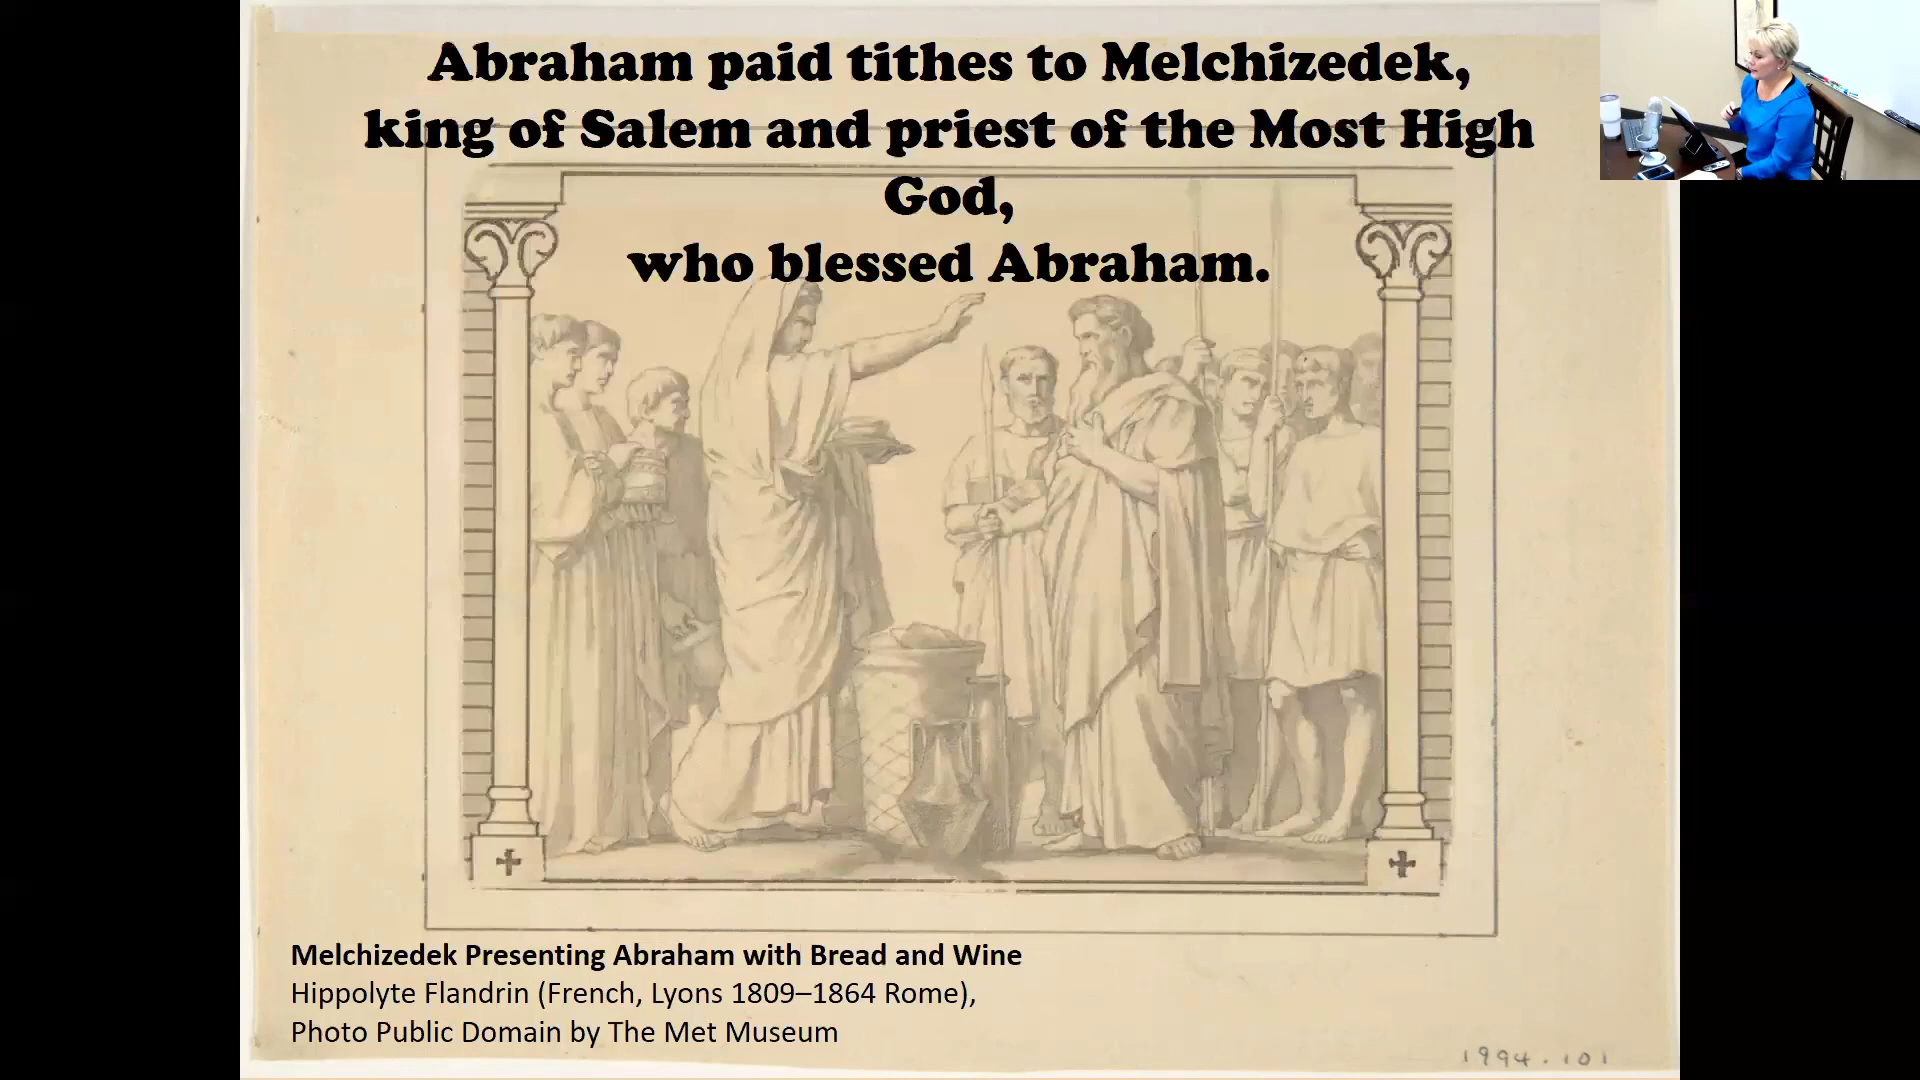 Abraham paid tithes to Melchizedek,
king of Salem and priest of the Most High
God,
who blessed Abraham.
Melchizedek Presenting Abraham with Bread and Wine
Hippolyte Flandrin (French, Lyons 1809–1864 Rome),
Photo Public Domain by The Met Museum
1994.101